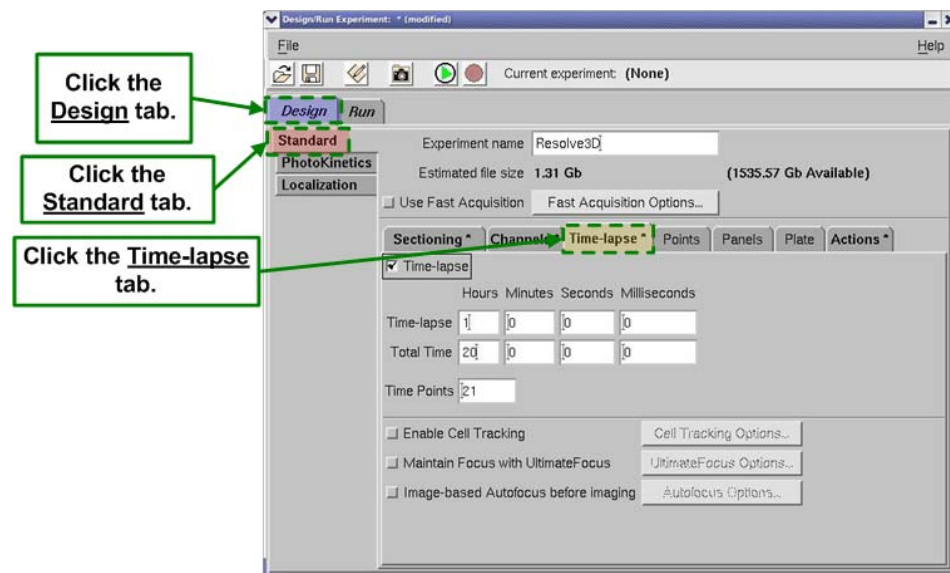 Design/Run Experiment: * (modified)
File Help
Current experiment: (None)
Click the
Design tab.
Design Run
Standard
PhotoKinetics
Localization
Click the
Standard tab.
Experiment name Resolve3D
Estimated file size 1.31 Gb (1535.57 Gb Available)
Use Fast Acquisition Fast Acquisition Options...
Click the Time-lapse
tab.
Sectioning * Channels * Time-lapse * Points Panels Plate Actions *
Time-lapse
Hours Minutes Seconds Milliseconds
Time-lapse 1 0 0 0
Total Time 20 0 0 0
Time Points 21
Enable Cell Tracking Cell Tracking Options...
Maintain Focus with UltimateFocus UltimateFocus Options...
Image-based Autofocus before imaging Autofocus Options...